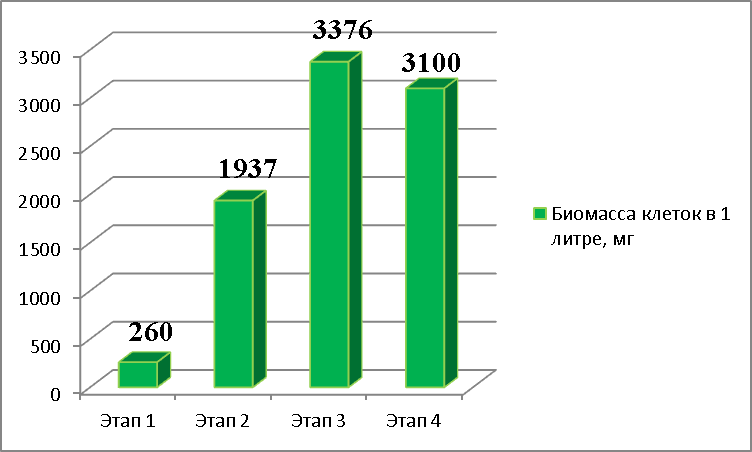 3500
3000
2500
2000
1500
1000
500
0
260
1937
3376
3100
Этап 1
Этап 2
Этап 3
Этап 4
Биомасса клеток в 1
литре, мг